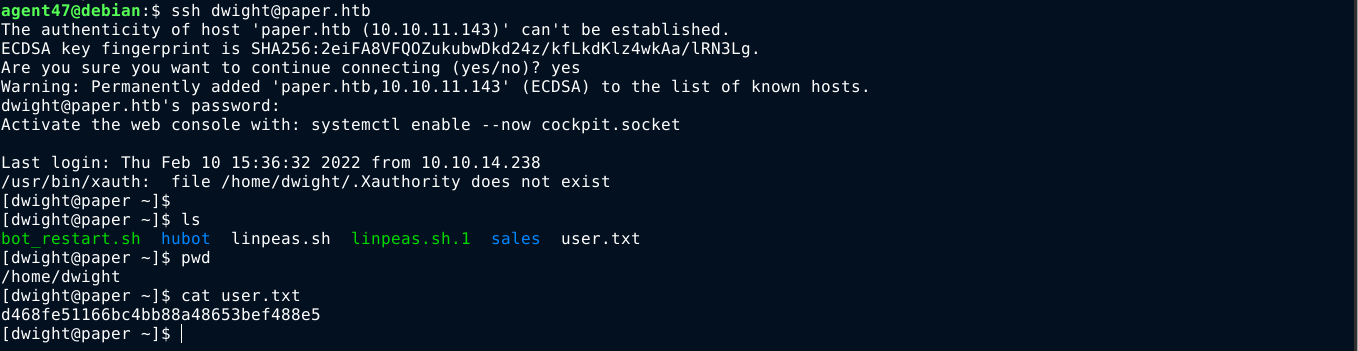 agent47@debian:$ ssh dwight@paper.htb
The authenticity of host 'paper.htb (10.10.11.143)' can't be established.
ECDSA key fingerprint is SHA256:2eiFA8VFQOZukubwDkd24z/kfLkdKlz4wkAa/lRN3Lg.
Are you sure you want to continue connecting (yes/no)? yes
Warning: Permanently added 'paper.htb,10.10.11.143' (ECDSA) to the list of known hosts.
dwight@paper.htb's password:
Activate the web console with: systemctl enable --now cockpit.socket
Last login: Thu Feb 10 15:36:32 2022 from 10.10.14.238
/usr/bin/xauth:  file /home/dwight/.Xauthority does not exist
[dwight@paper ~]$
[dwight@paper ~]$ ls
bot_restart.sh  hubot  linpeas.sh  linpeas.sh.1  sales  user.txt
[dwight@paper ~]$ pwd
/home/dwight
[dwight@paper ~]$ cat user.txt
d468fe51166bc4bb88a48653bef488e5
[dwight@paper ~]$